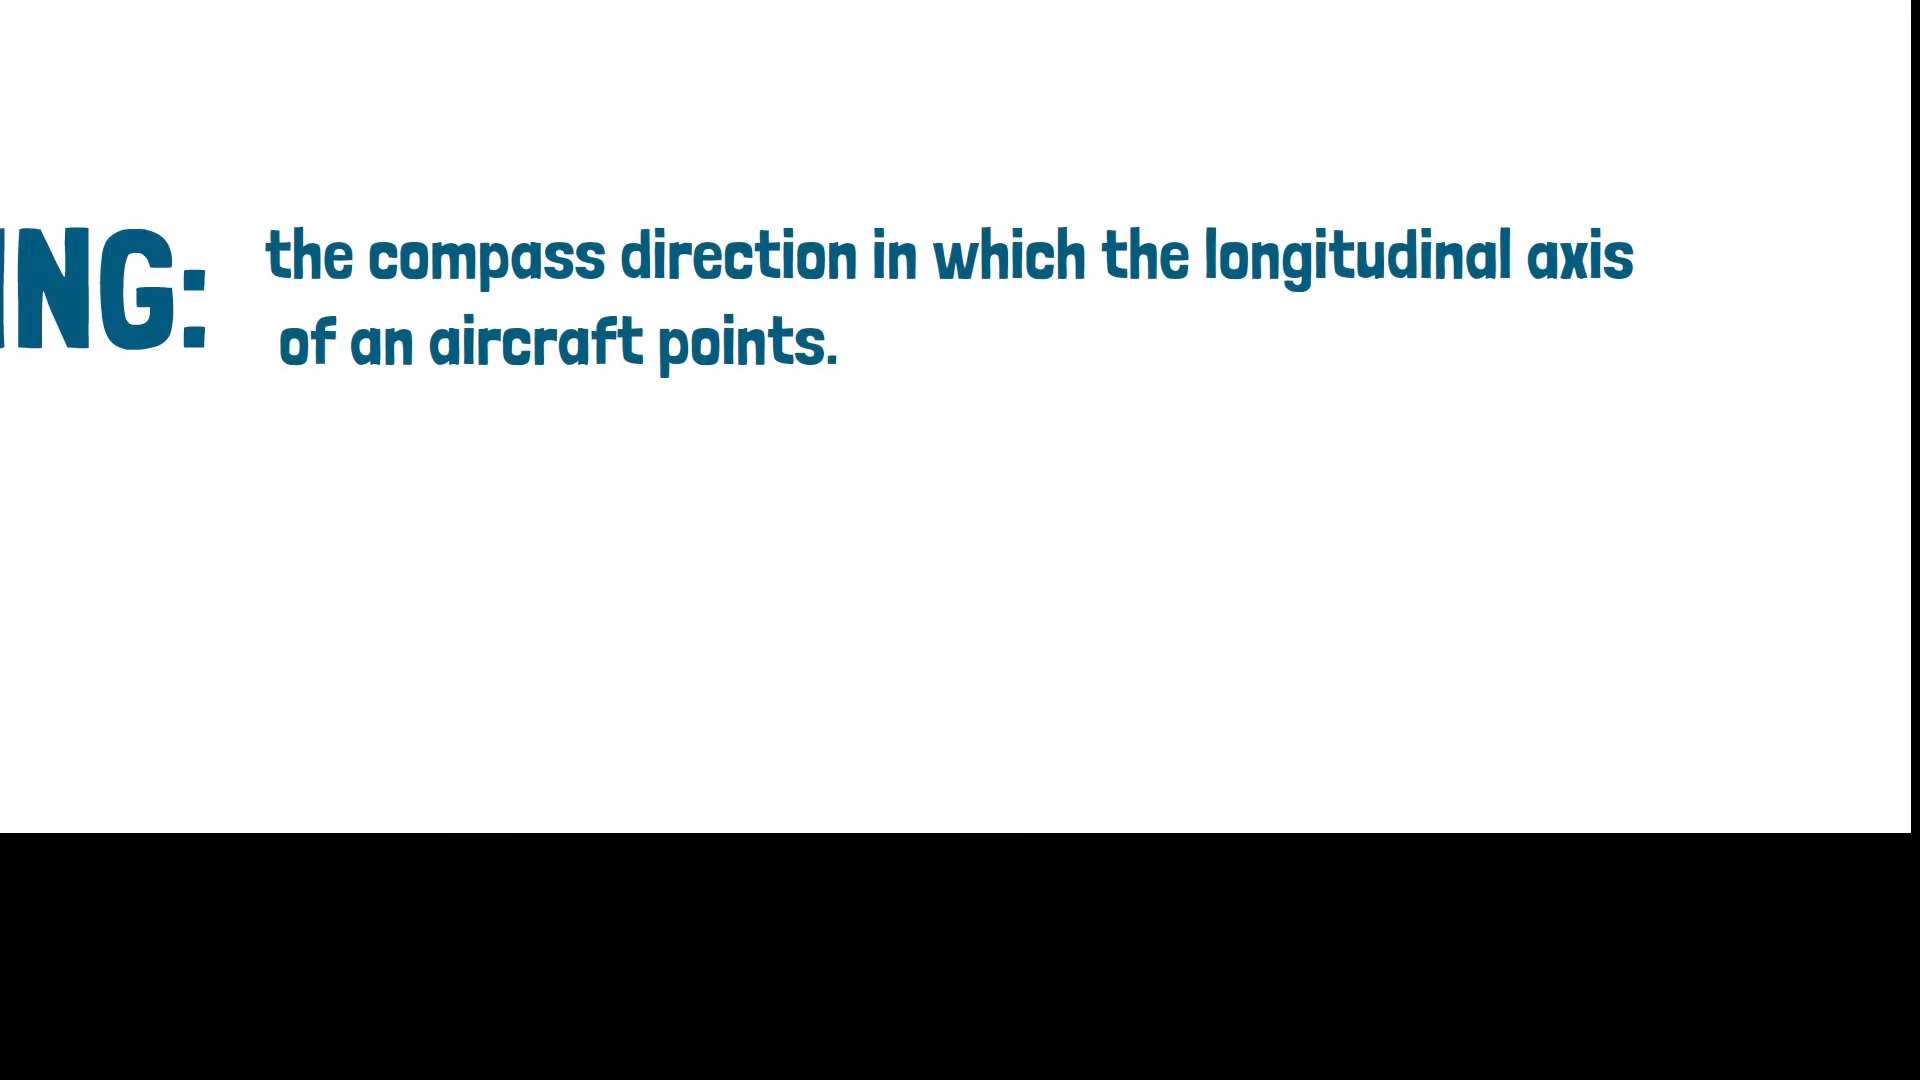 ING: the compass direction in which the longitudinal axis
of an aircraft points.